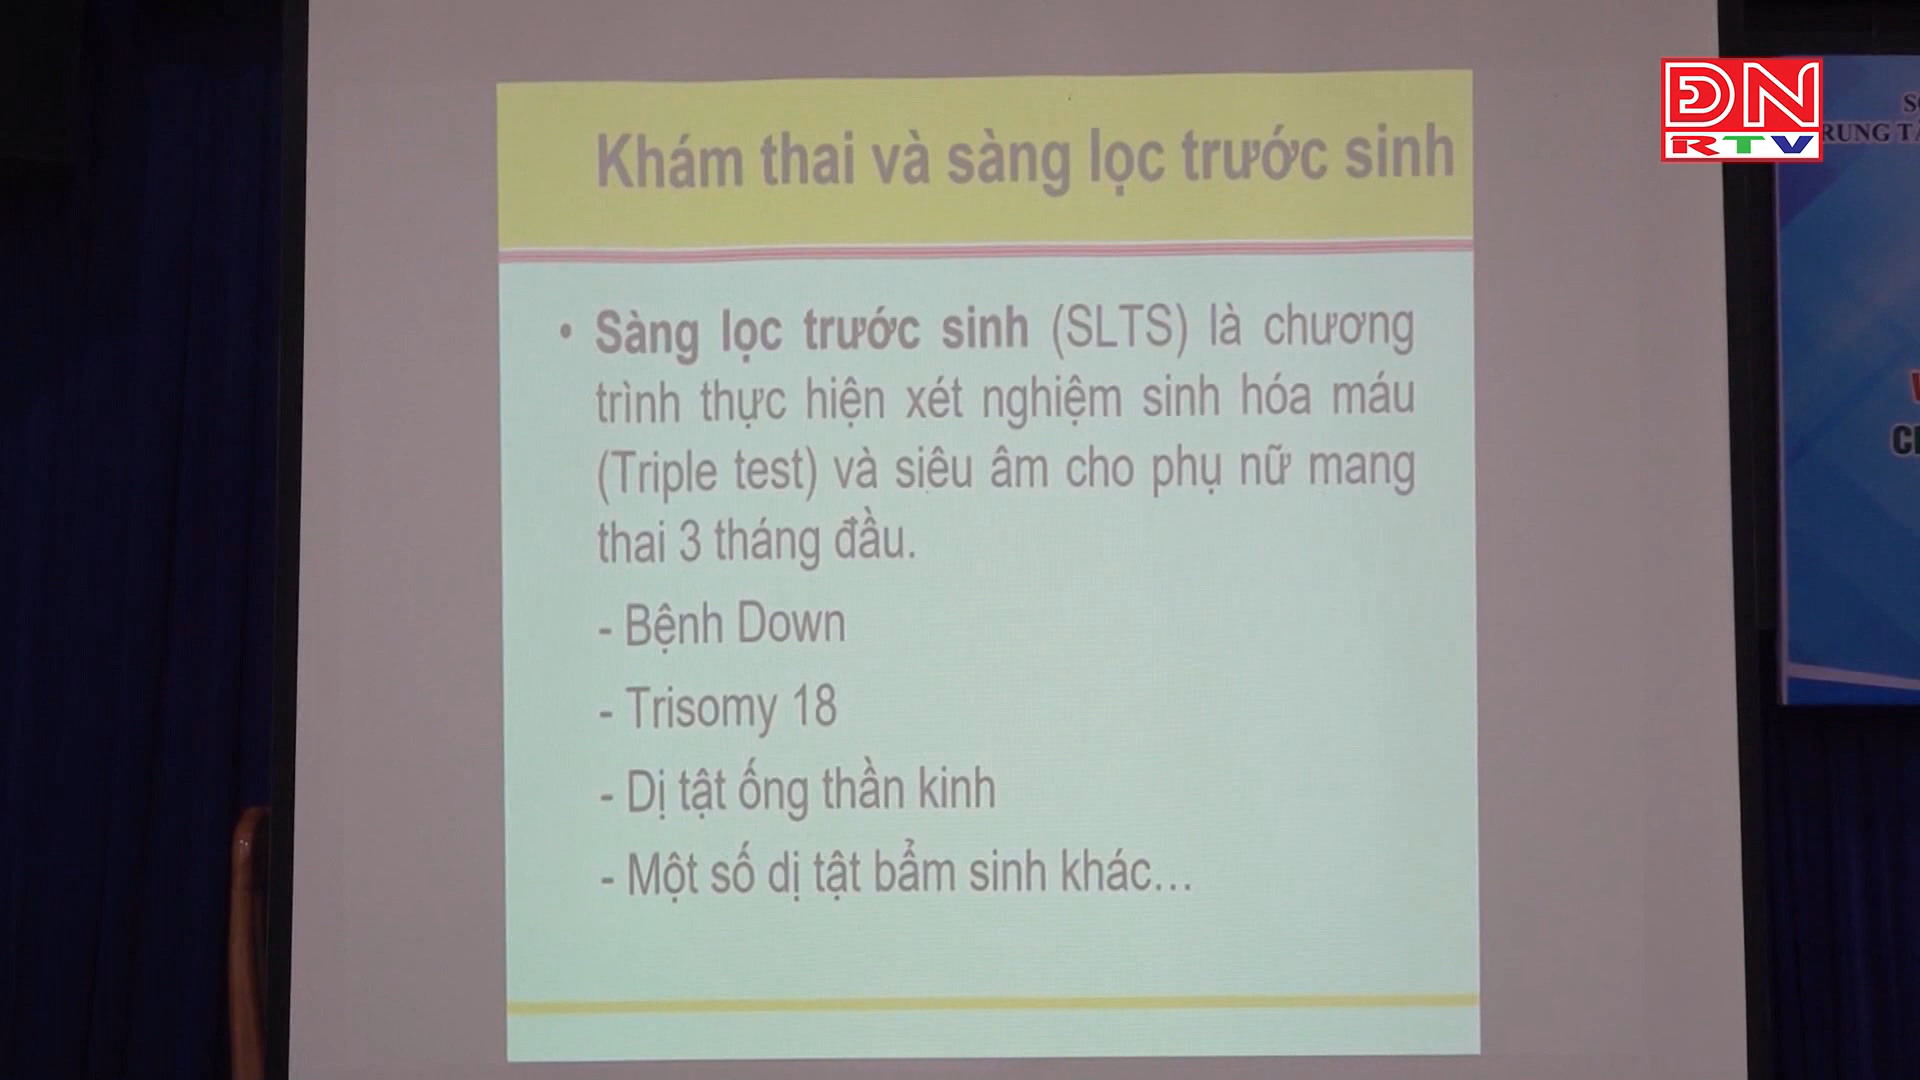 ĐN
RTV
Khám thai và sàng lọc trước sinh
• Sàng lọc trước sinh (SLTS) là chương
trình thực hiện xét nghiệm sinh hóa máu
(Triple test) và siêu âm cho phụ nữ mang
thai 3 tháng đầu.
- Bệnh Down
- Trisomy 18
- Dị tật ống thần kinh
- Một số dị tật bẩm sinh khác...